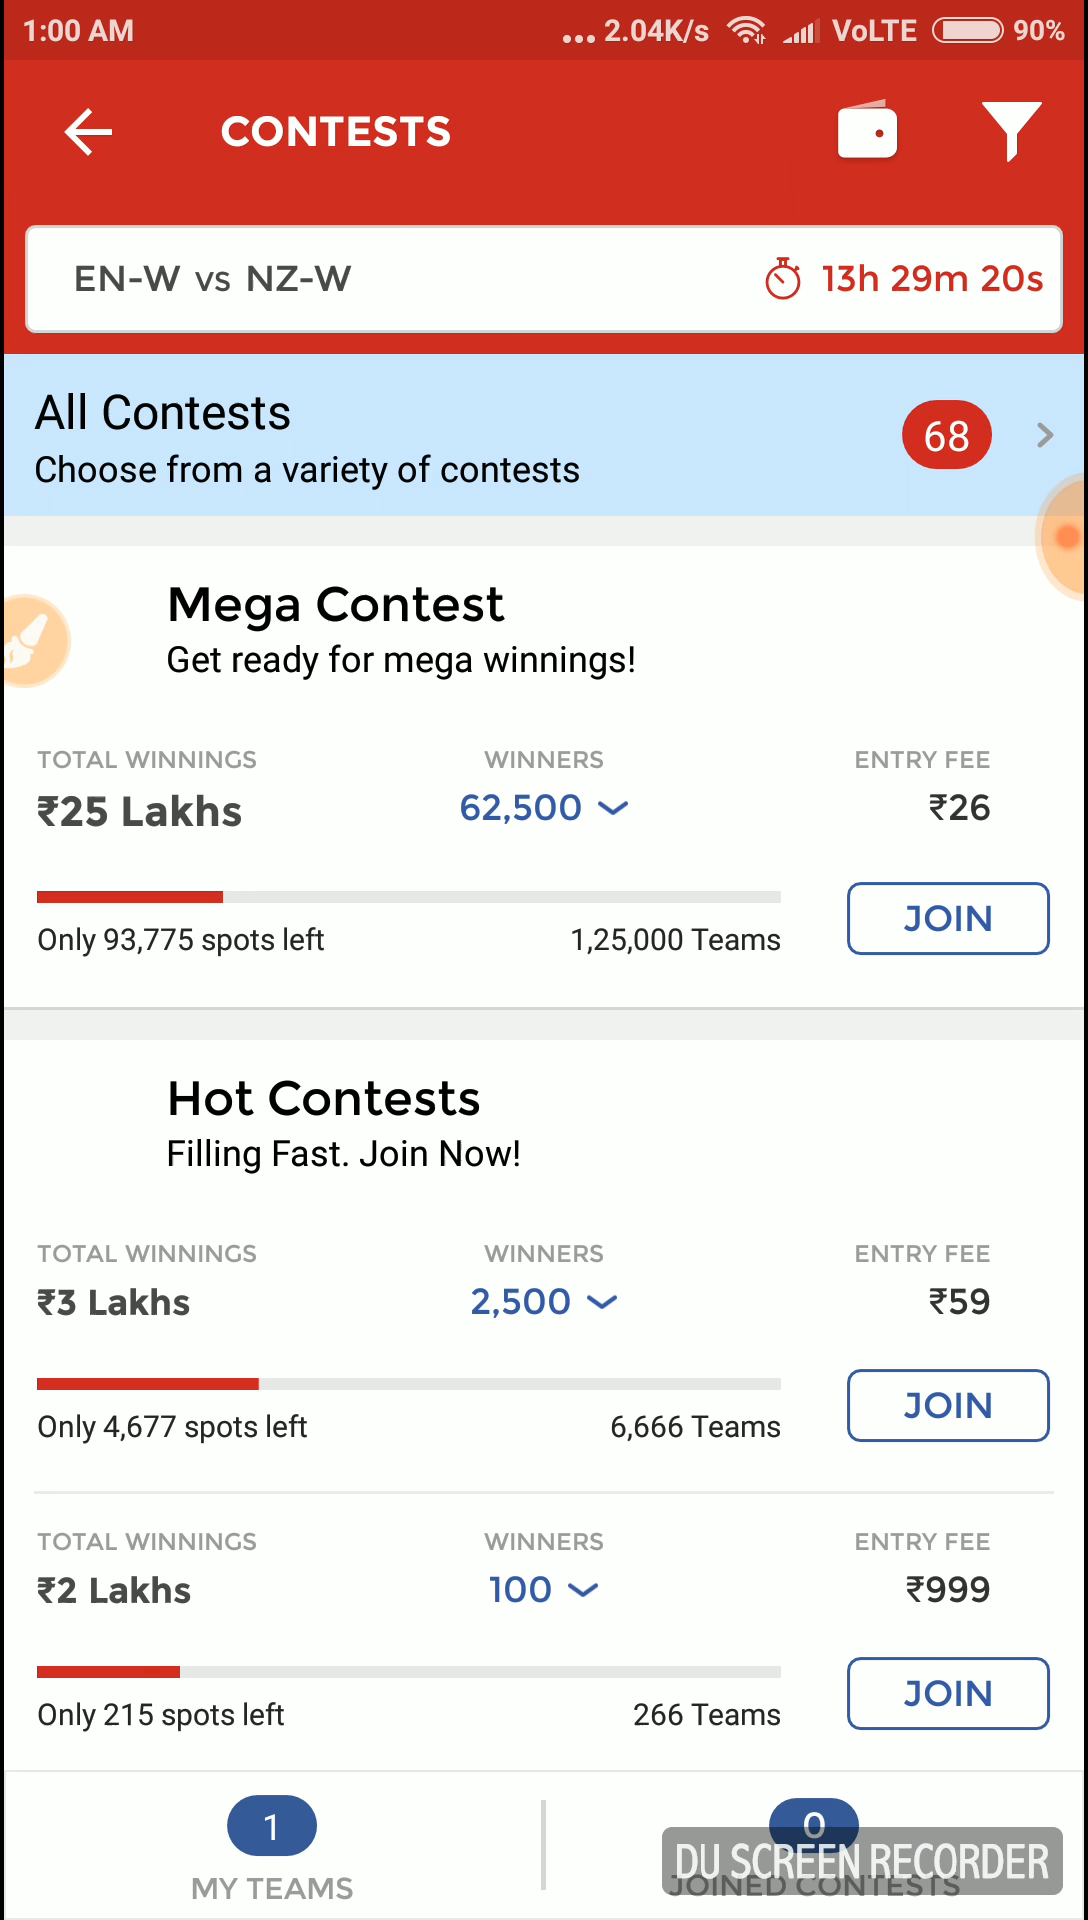 1:00 AM ... 2.04K/s VoLTE 90%
CONTESTS
EN-W vs NZ-W 13h 29m 20s
All Contests
68
Choose from a variety of contests
Mega Contest
Get ready for mega winnings!
TOTAL WINNINGS WINNERS ENTRY FEE
₹25 Lakhs 62,500 ₹26
JOIN
Only 93,775 spots left 1,25,000 Teams
Hot Contests
Filling Fast. Join Now!
TOTAL WINNINGS WINNERS ENTRY FEE
₹3 Lakhs 2,500 ₹59
JOIN
Only 4,677 spots left 6,666 Teams
TOTAL WINNINGS WINNERS ENTRY FEE
₹2 Lakhs 100 ₹999
JOIN
Only 215 spots left 266 Teams
1 0
DU SCREEN RECORDER
MY TEAMS JOINED CONTESTS